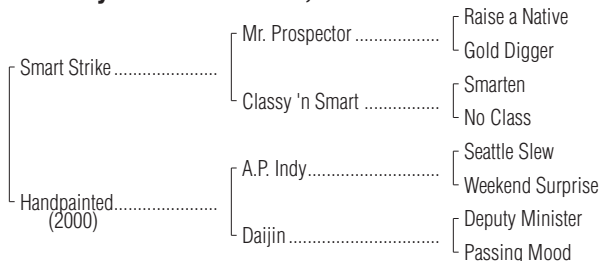 Raise a Native
Mr. Prospector ..................
Gold Digger
Smart Strike ......................
Smarten
Classy 'n Smart ................
No Class
Seattle Slew
A.P. Indy............................
Weekend Surprise
Handpainted......................
(2000)
Deputy Minister
Daijin ................................
Passing Mood